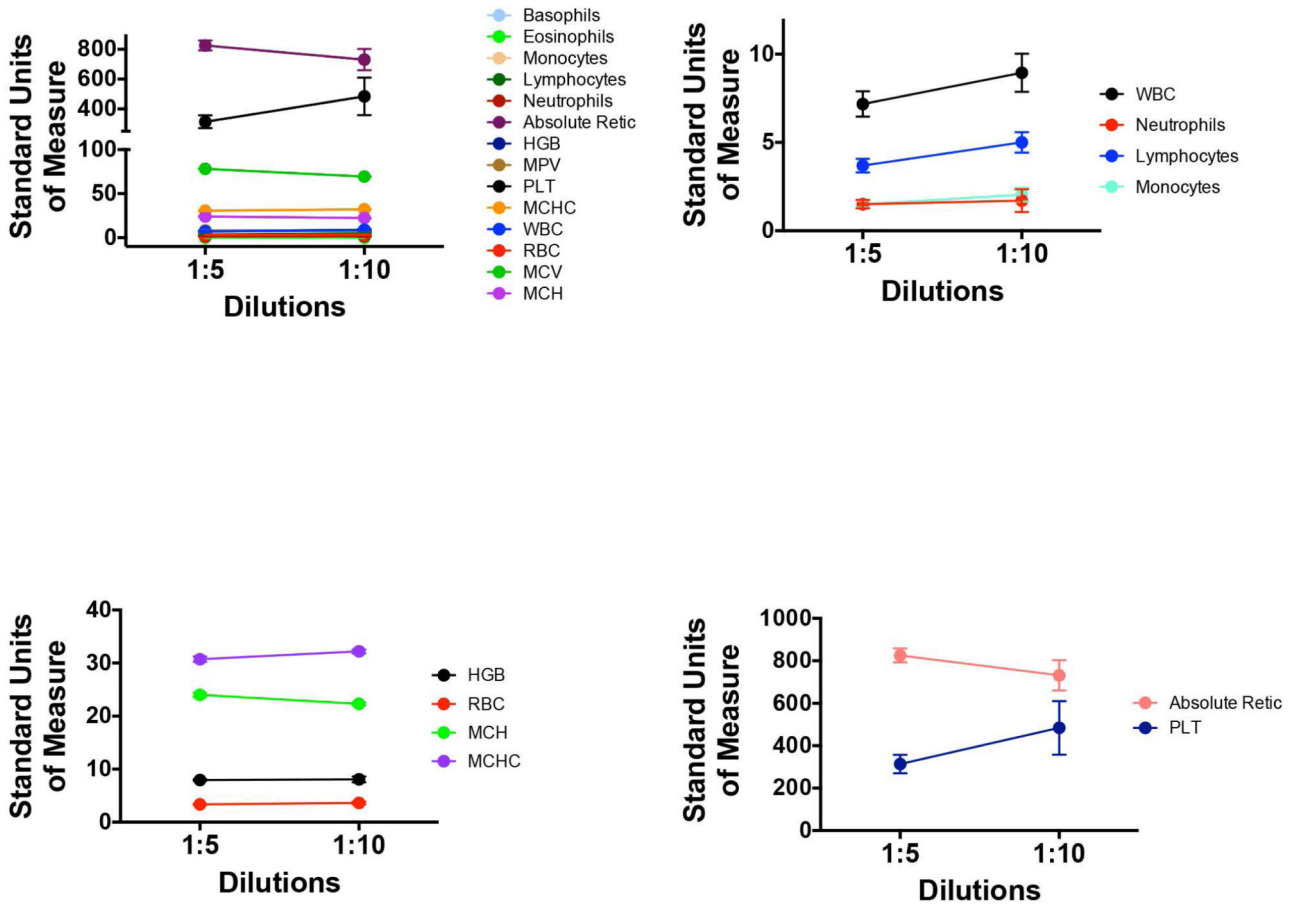 Standard Units
of Measure
800
600
400
100
50
0
1:5
1:10
Dilutions
Basophils
Eosinophils
Monocytes
Lymphocytes
Neutrophils
Absolute Retic
HGB
MPV
PLT
MCHC
WBC
RBC
MCV
MCH
Standard Units
of Measure
10
5
0
1:5
1:10
Dilutions
WBC
Neutrophils
Lymphocytes
Monocytes
Standard Units
of Measure
40
30
20
10
0
1:5
1:10
Dilutions
HGB
RBC
MCH
MCHC
Standard Units
of Measure
1000
800
600
400
200
0
1:5
1:10
Dilutions
Absolute Retic
PLT